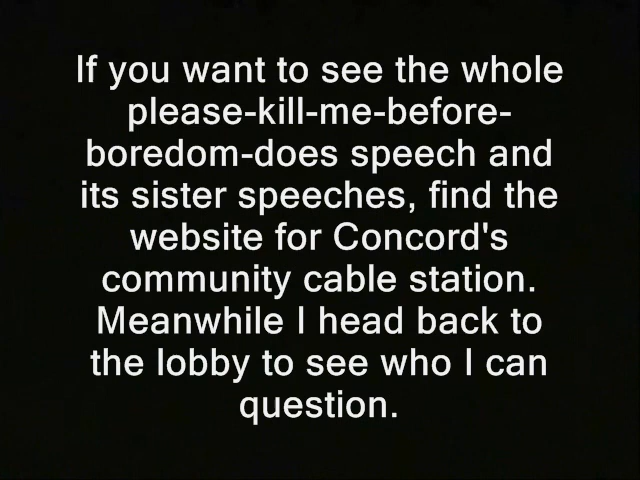 If you want to see the whole
please-kill-me-before-
boredom-does speech and
its sister speeches, find the
website for Concord's
community cable station.
Meanwhile I head back to
the lobby to see who I can
question.